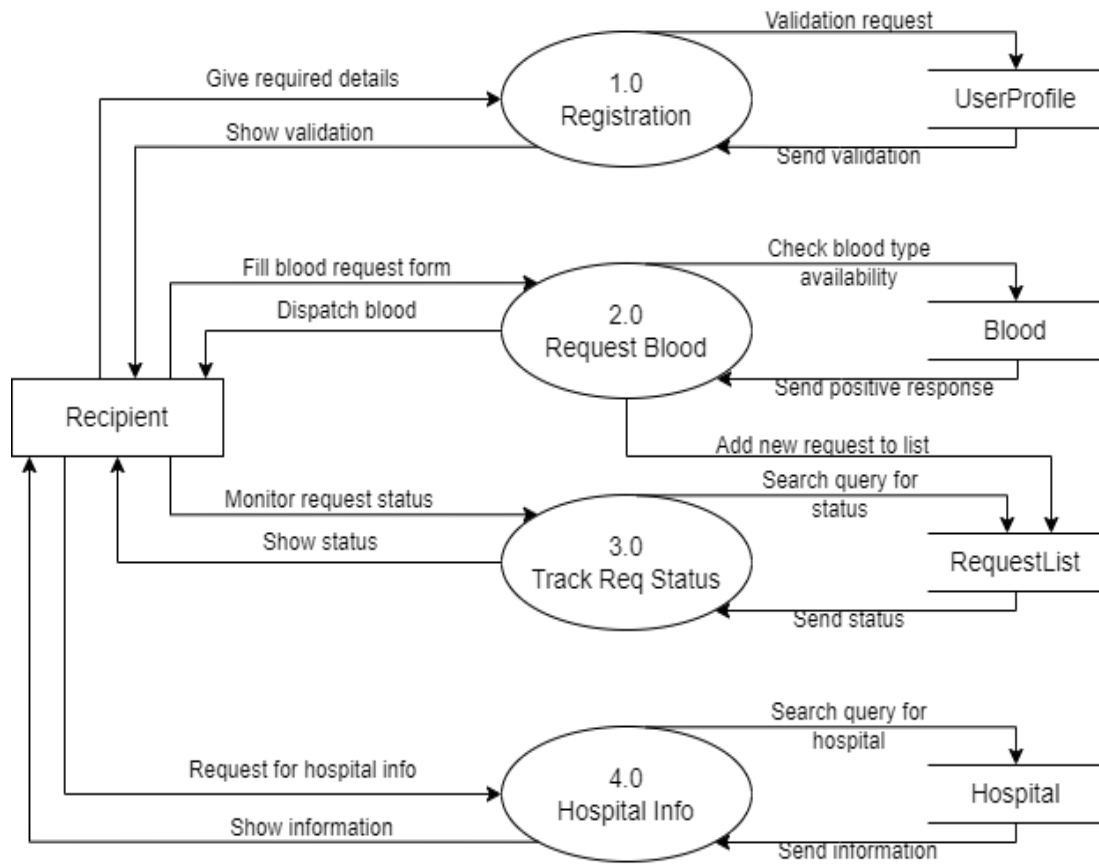 Validation request
Give required details
1.0
Registration
UserProfile
Show validation
Send validation
Fill blood request form
Check blood type
availability
Dispatch blood
2.0
Request Blood
Blood
Send positive response
Recipient
Add new request to list
Monitor request status
Search query for
status
Show status
3.0
Track Req Status
RequestList
Send status
Search query for
hospital
Request for hospital info
4.0
Hospital Info
Hospital
Show information
Send information